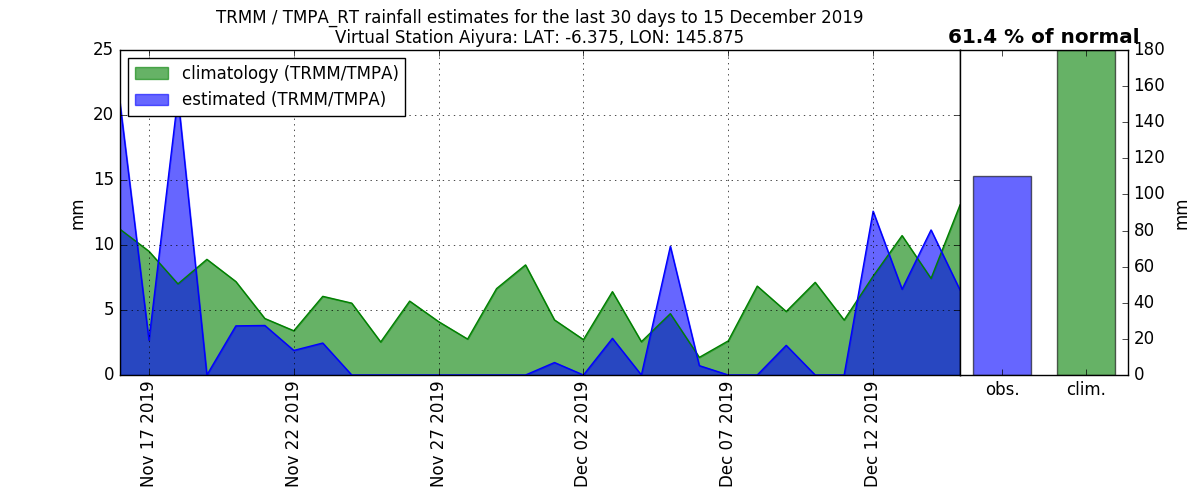 TRMM / TMPA_RT rainfall estimates for the last 30 days to 15 December 2019
Virtual Station Aiyura: LAT: -6.375, LON: 145.875
61.4 % of normal
climatology (TRMM/TMPA)
estimated (TRMM/TMPA)
25
20
15
10
5
0
mm
180
160
140
120
100
80
60
40
20
0
mm
obs.
clim.
Nov 17 2019
Nov 22 2019
Nov 27 2019
Dec 02 2019
Dec 07 2019
Dec 12 2019